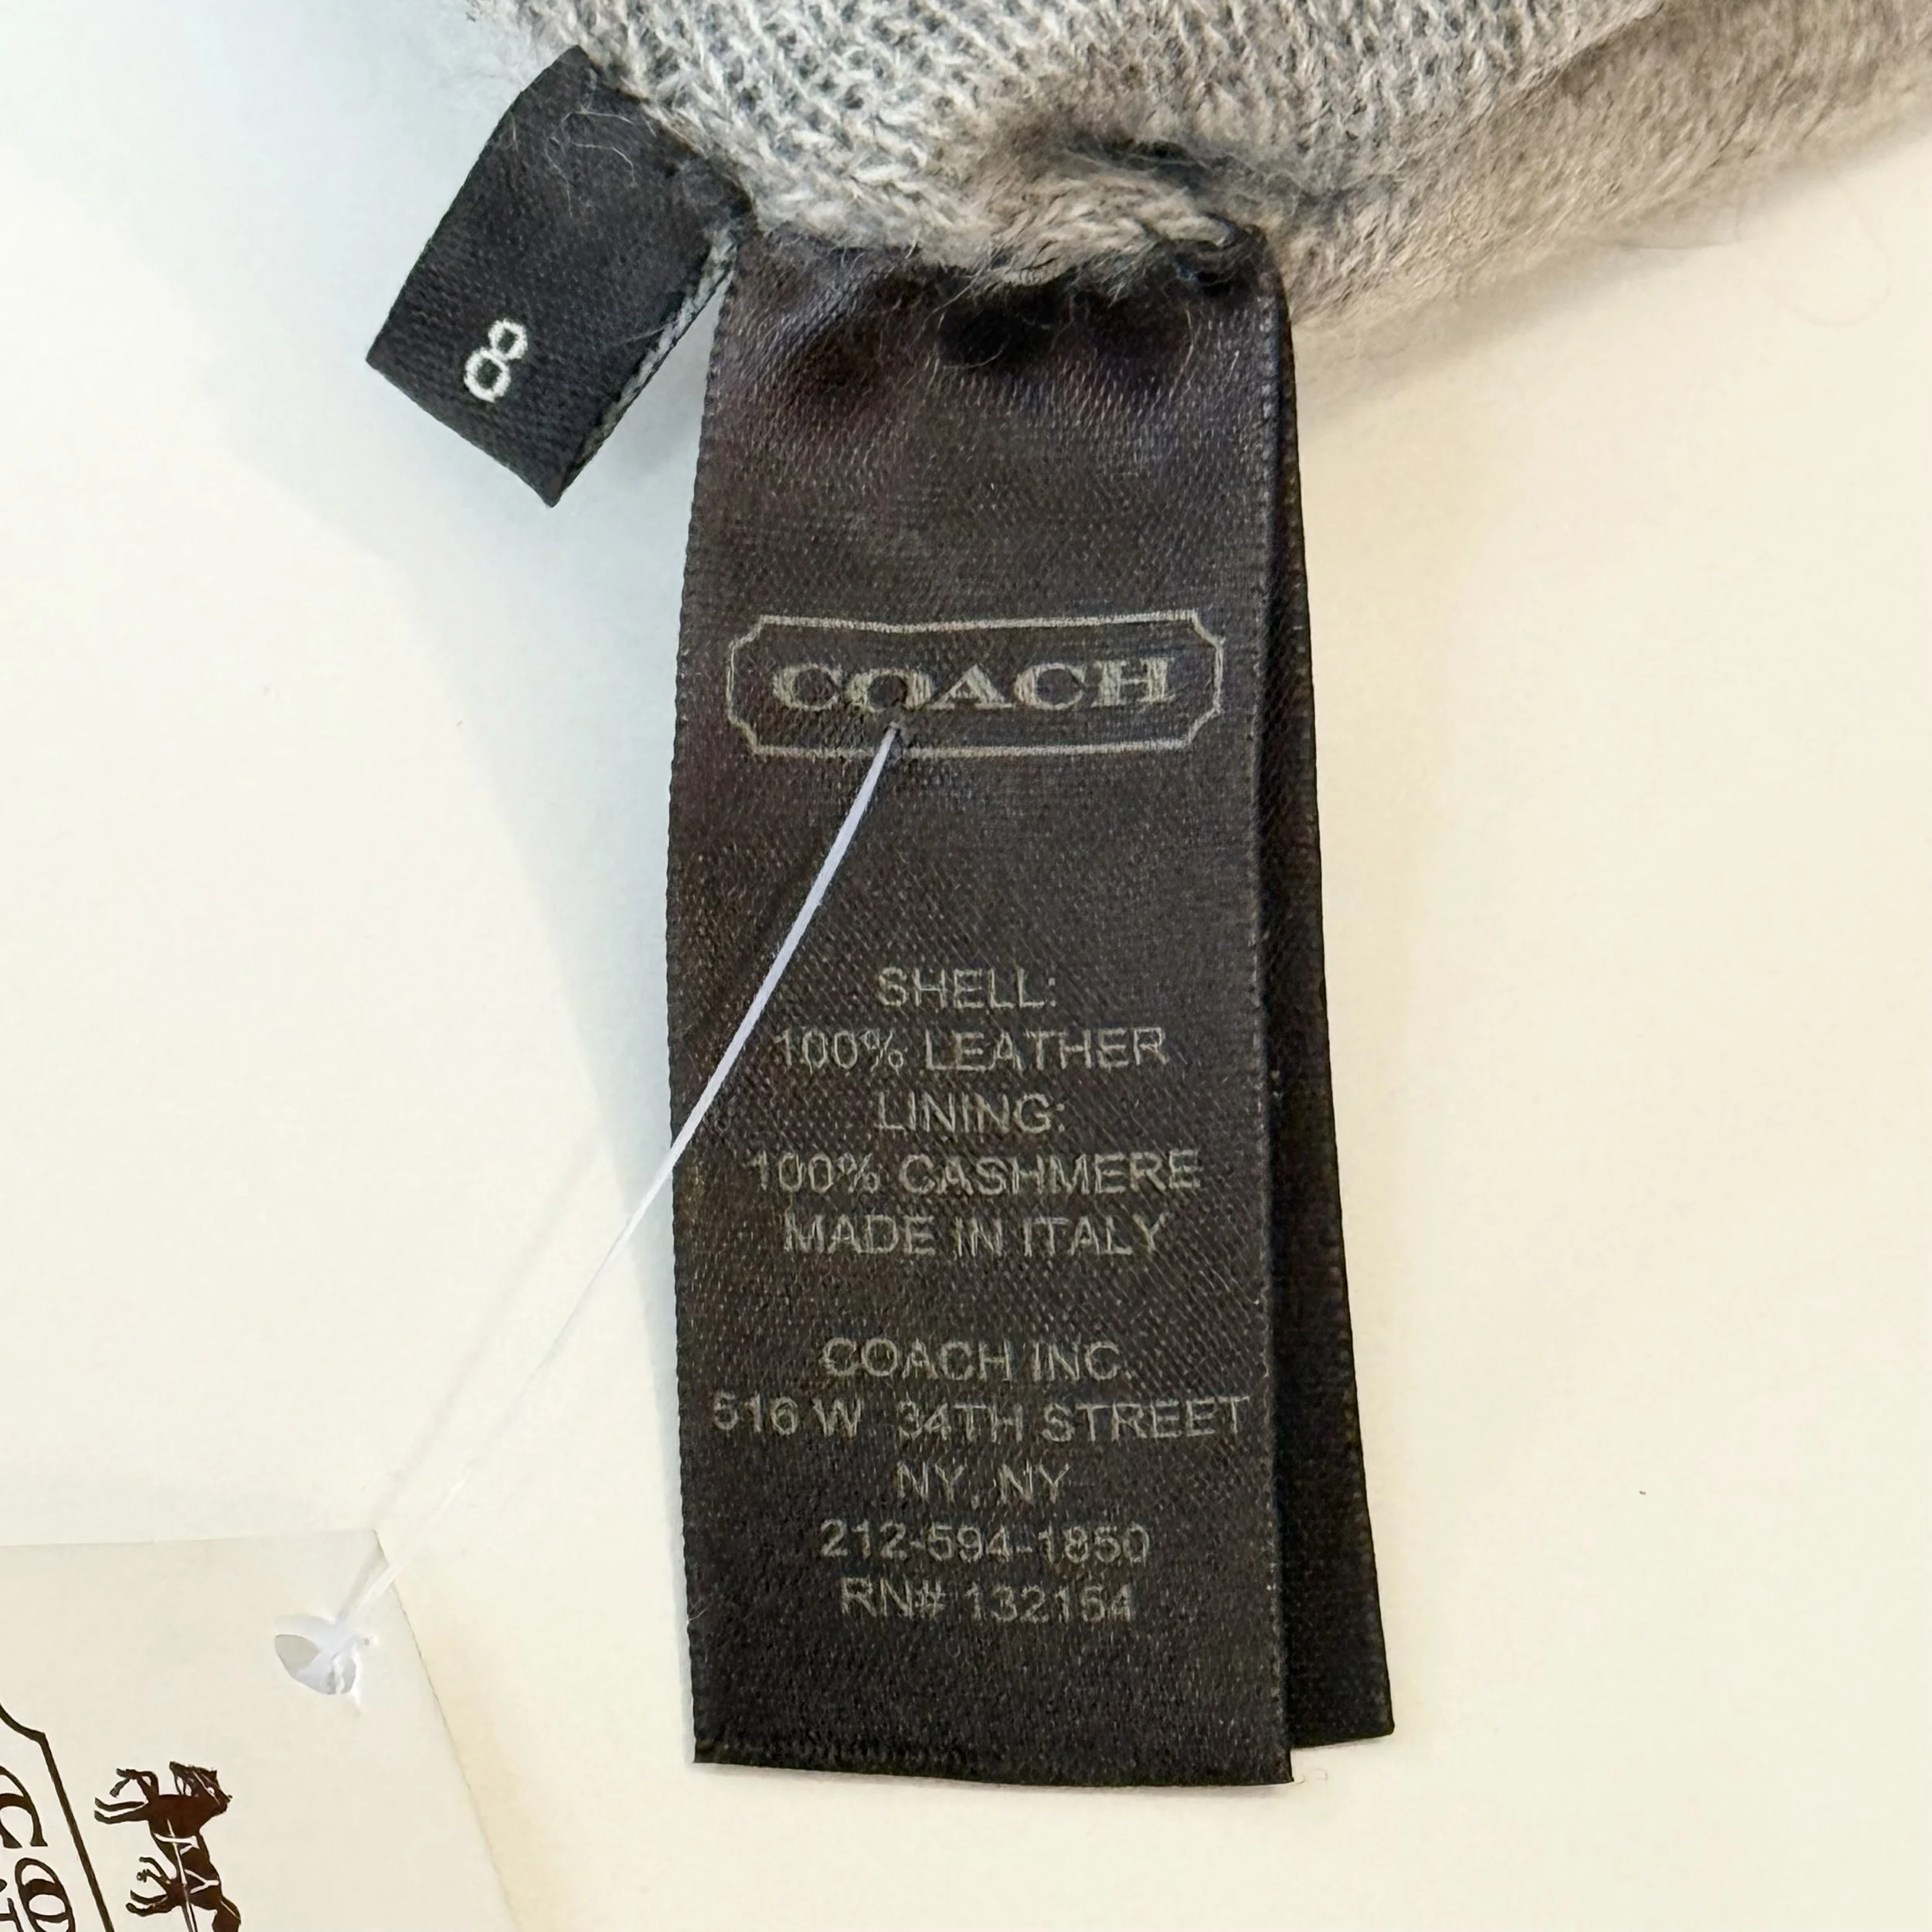 8
COACH
SHELL:
100% LEATHER
LINING:
100% CASHMERE
MADE IN ITALY
COACH INC.
516 W 34TH STREET
NY, NY
212-594-1850
RN# 132154